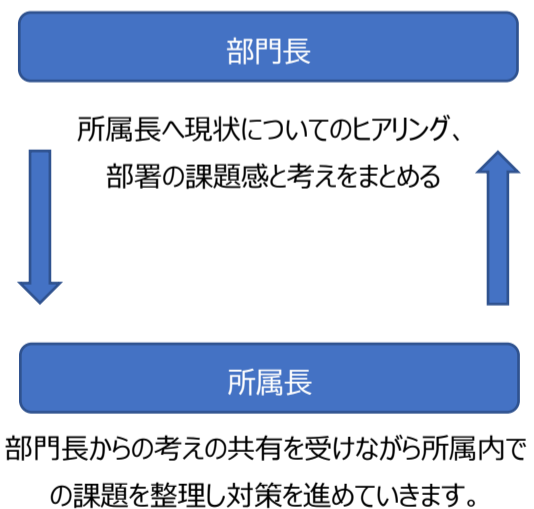 部門長
所属長へ現状についてのヒアリング、
部署の課題感と考えをまとめる
所属長
部門長からの考えの共有を受けながら所属内で
の課題を整理し対策を進めていきます。